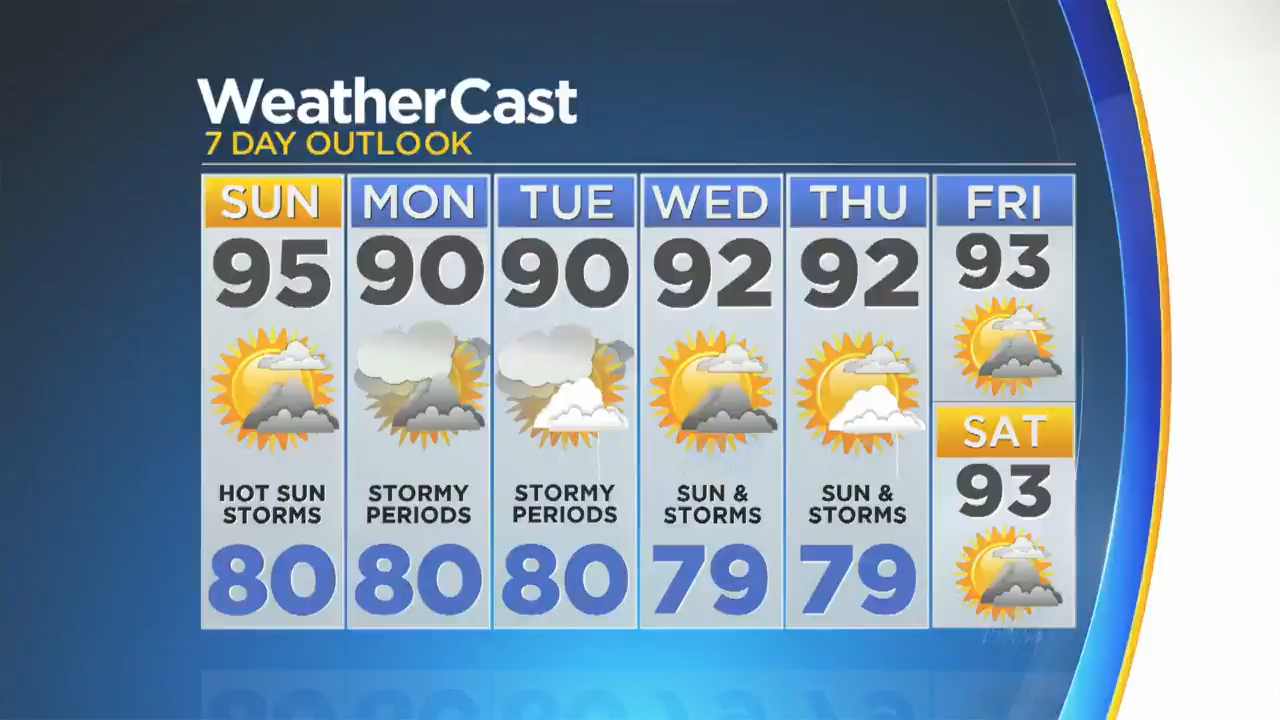 WeatherCast
7 DAY OUTLOOK
SUN
95
HOT SUN
STORMS
80
MON
90
STORMY
PERIODS
80
TUE
90
STORMY
PERIODS
80
WED
92
SUN &
STORMS
79
THU
92
SUN &
STORMS
79
FRI
93
SAT
93